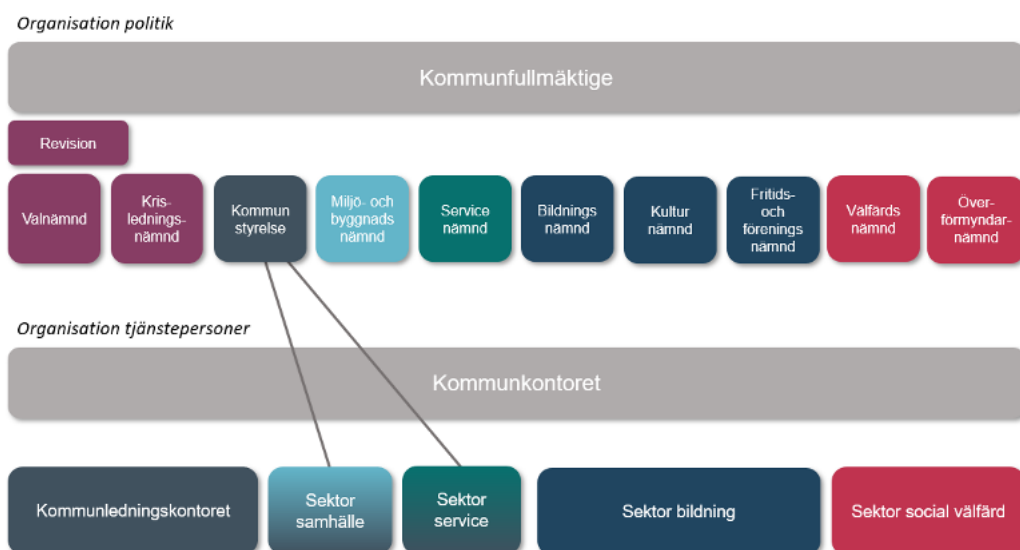 Organisation politik
Kommunfullmäktige
Revision
Valnämnd
Kris-
lednings-
nämnd
Kommun
styrelse
Miljö- och
byggnads
nämnd
Service
nämnd
Bildnings
nämnd
Kultur
nämnd
Fritids-
och
förenings
nämnd
Välfärds
nämnd
Över-
förmyndar-
nämnd
Organisation tjänstepersoner
Kommunkontoret
Kommunledningskontoret
Sektor
samhälle
Sektor
service
Sektor bildning
Sektor social välfärd